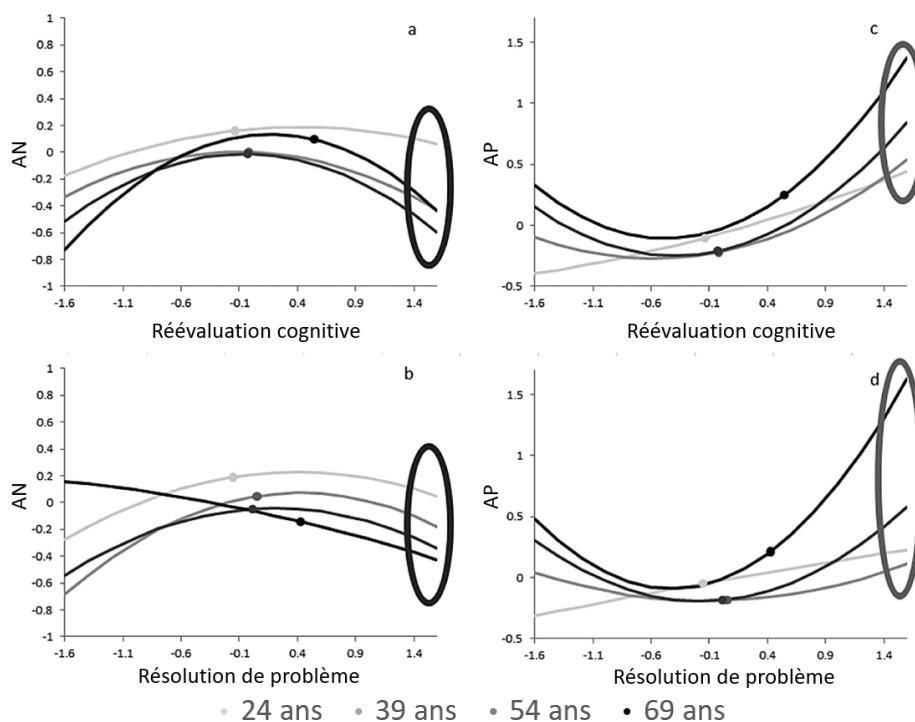 a
1
0.8
0.6
0.4
0.2
0
-0.2
-0.4
-0.6
-0.8
-1
AN
-1.6 -1.1 -0.6 -0.1 0.4 0.9 1.4
Réévaluation cognitive
c
1.5
1
0.5
0
-0.5
AP
-1.6 -1.1 -0.6 -0.1 0.4 0.9 1.4
Réévaluation cognitive
b
1
0.8
0.6
0.4
0.2
0
-0.2
-0.4
-0.6
-0.8
-1
AN
-1.6 -1.1 -0.6 -0.1 0.4 0.9 1.4
Résolution de problème
d
1.5
1
0.5
0
-0.5
AP
-1.6 -1.1 -0.6 -0.1 0.4 0.9 1.4
Résolution de problème
24 ans 39 ans 54 ans 69 ans